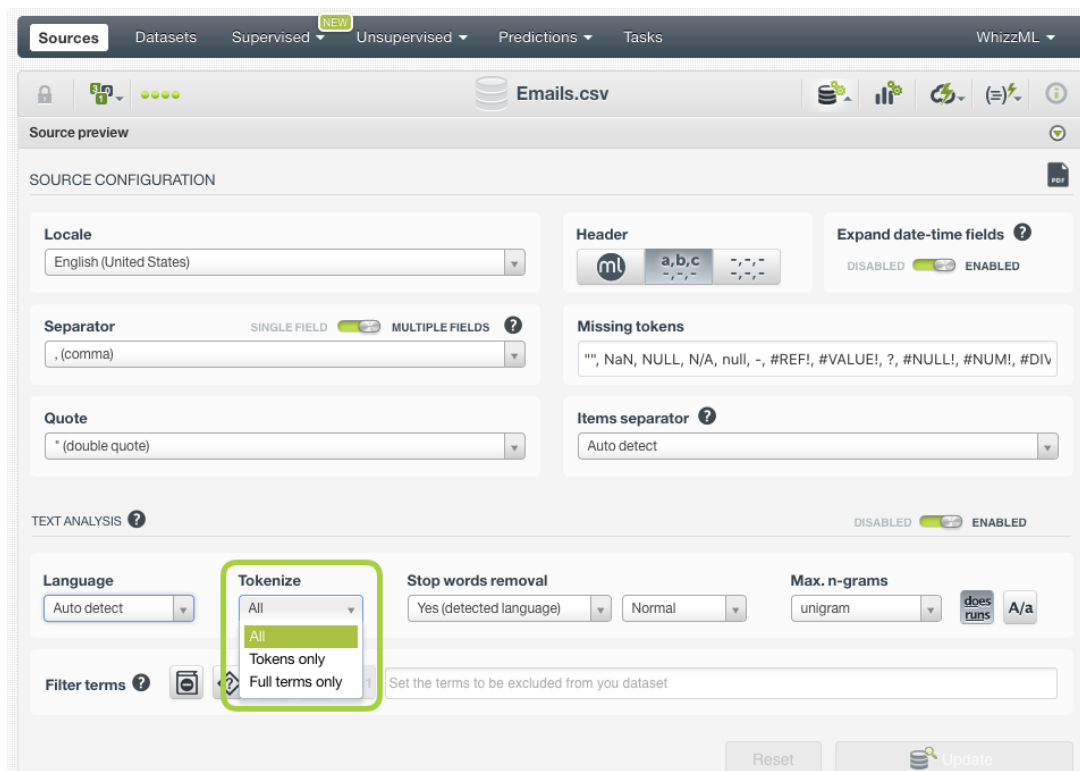 NEW
Sources Datasets Supervised Unsupervised Predictions Tasks WhizzML
Emails.csv
Source preview
SOURCE CONFIGURATION
PDF
Locale
English (United States)
Header
ml
a,b,c
-,-,-
-,-,-
-,-,-
Expand date-time fields ?
DISABLED ENABLED
Separator SINGLE FIELD MULTIPLE FIELDS ?
, (comma)
Missing tokens
"", NaN, NULL, N/A, null, -, #REF!, #VALUE!, ?, #NULL!, #NUM!, #DIV
Quote
" (double quote)
Items separator ?
Auto detect
TEXT ANALYSIS ? DISABLED ENABLED
Language
Auto detect
Tokenize
All
All
Tokens only
Full terms only
Stop words removal
Yes (detected language) Normal
Max. n-grams
unigram
does
runs
A/a
Filter terms ? Set the terms to be excluded from you dataset
Reset Update